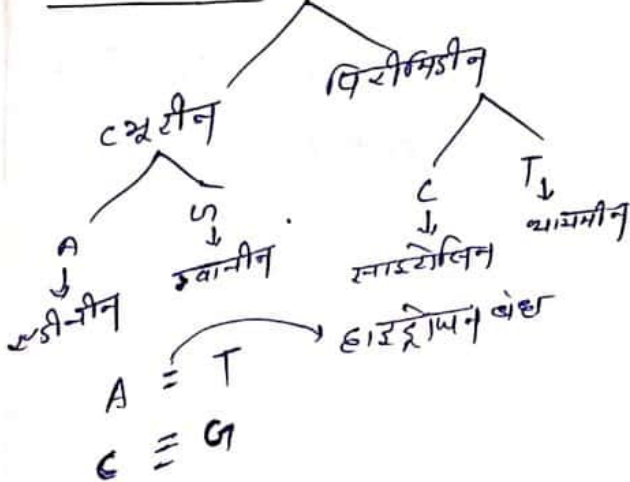 प्यूरीन पिरीमिडीन
A G C T
एडीनीन ग्वानीन साइटोसिन थायमीन
A = T हाइड्रोजन बंध
C ≡ G